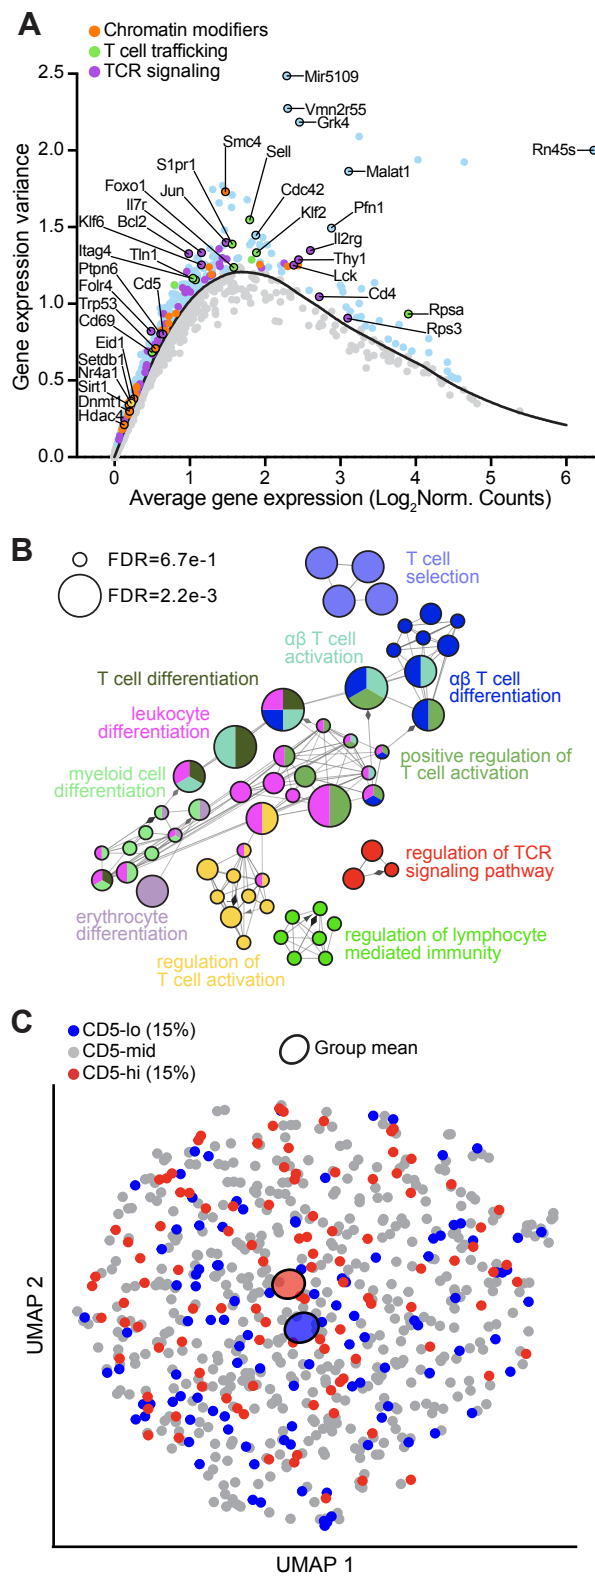 A
Chromatin modifiers
T cell trafficking
TCR signaling
Gene expression variance
2.5
2.0
1.5
1.0
0.5
0.0
Mir5109
Vmn2r55
Grk4
Rn45s
Smc4
Sell
S1pr1
Malat1
Foxo1
Jun
Cdc42
Il7r
Klf2
Pfn1
Klf6
Bcl2
Il2rg
Itag4
Tln1
Thy1
Ptpn6
Cd5
Lck
Folr4
Cd4
Trp53
Rpsa
Cd69
Rps3
Eid1
Setdb1
Nr4a1
Sirt1
Dnmt1
Hdac4
0 1 2 3 4 5 6
Average gene expression (Log2Norm. Counts)
B
FDR=6.7e-1
FDR=2.2e-3
T cell
selection
αβ T cell
activation
T cell differentiation
αβ T cell
differentiation
leukocyte
differentiation
positive regulation of
T cell activation
myeloid cell
differentiation
regulation of TCR
signaling pathway
erythrocyte
differentiation
regulation of lymphocyte
mediated immunity
regulation of
T cell activation
C
CD5-lo (15%)
CD5-mid
CD5-hi (15%)
Group mean
UMAP 2
UMAP 1